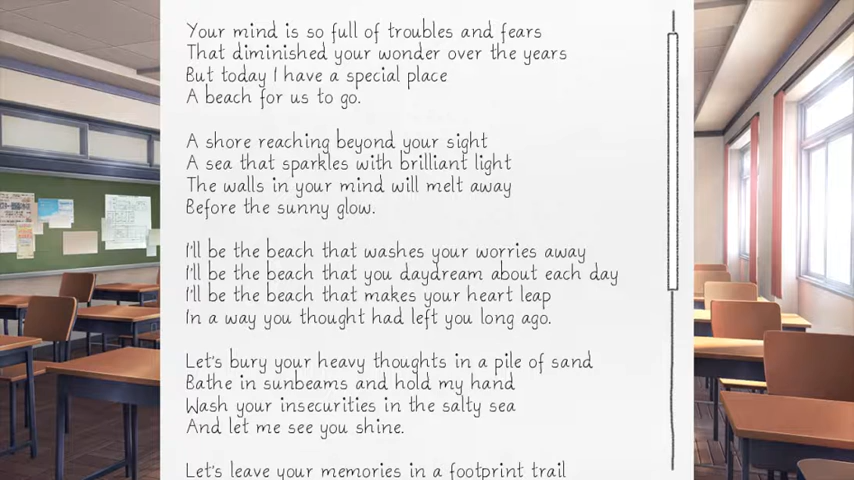 Your mind is so full of troubles and fears
That diminished your wonder over the years
But today I have a special place
A beach for us to go.
A shore reaching beyond your sight
A sea that sparkles with brilliant light
The walls in your mind will melt away
Before the sunny glow.
I'll be the beach that washes your worries away
I'll be the beach that you daydream about each day
I'll be the beach that makes your heart leap
In a way you thought had left you long ago.
Let's bury your heavy thoughts in a pile of sand
Bathe in sunbeams and hold my hand
Wash your insecurities in the salty sea
And let me see you shine.
Let's leave your memories in a footprint trail